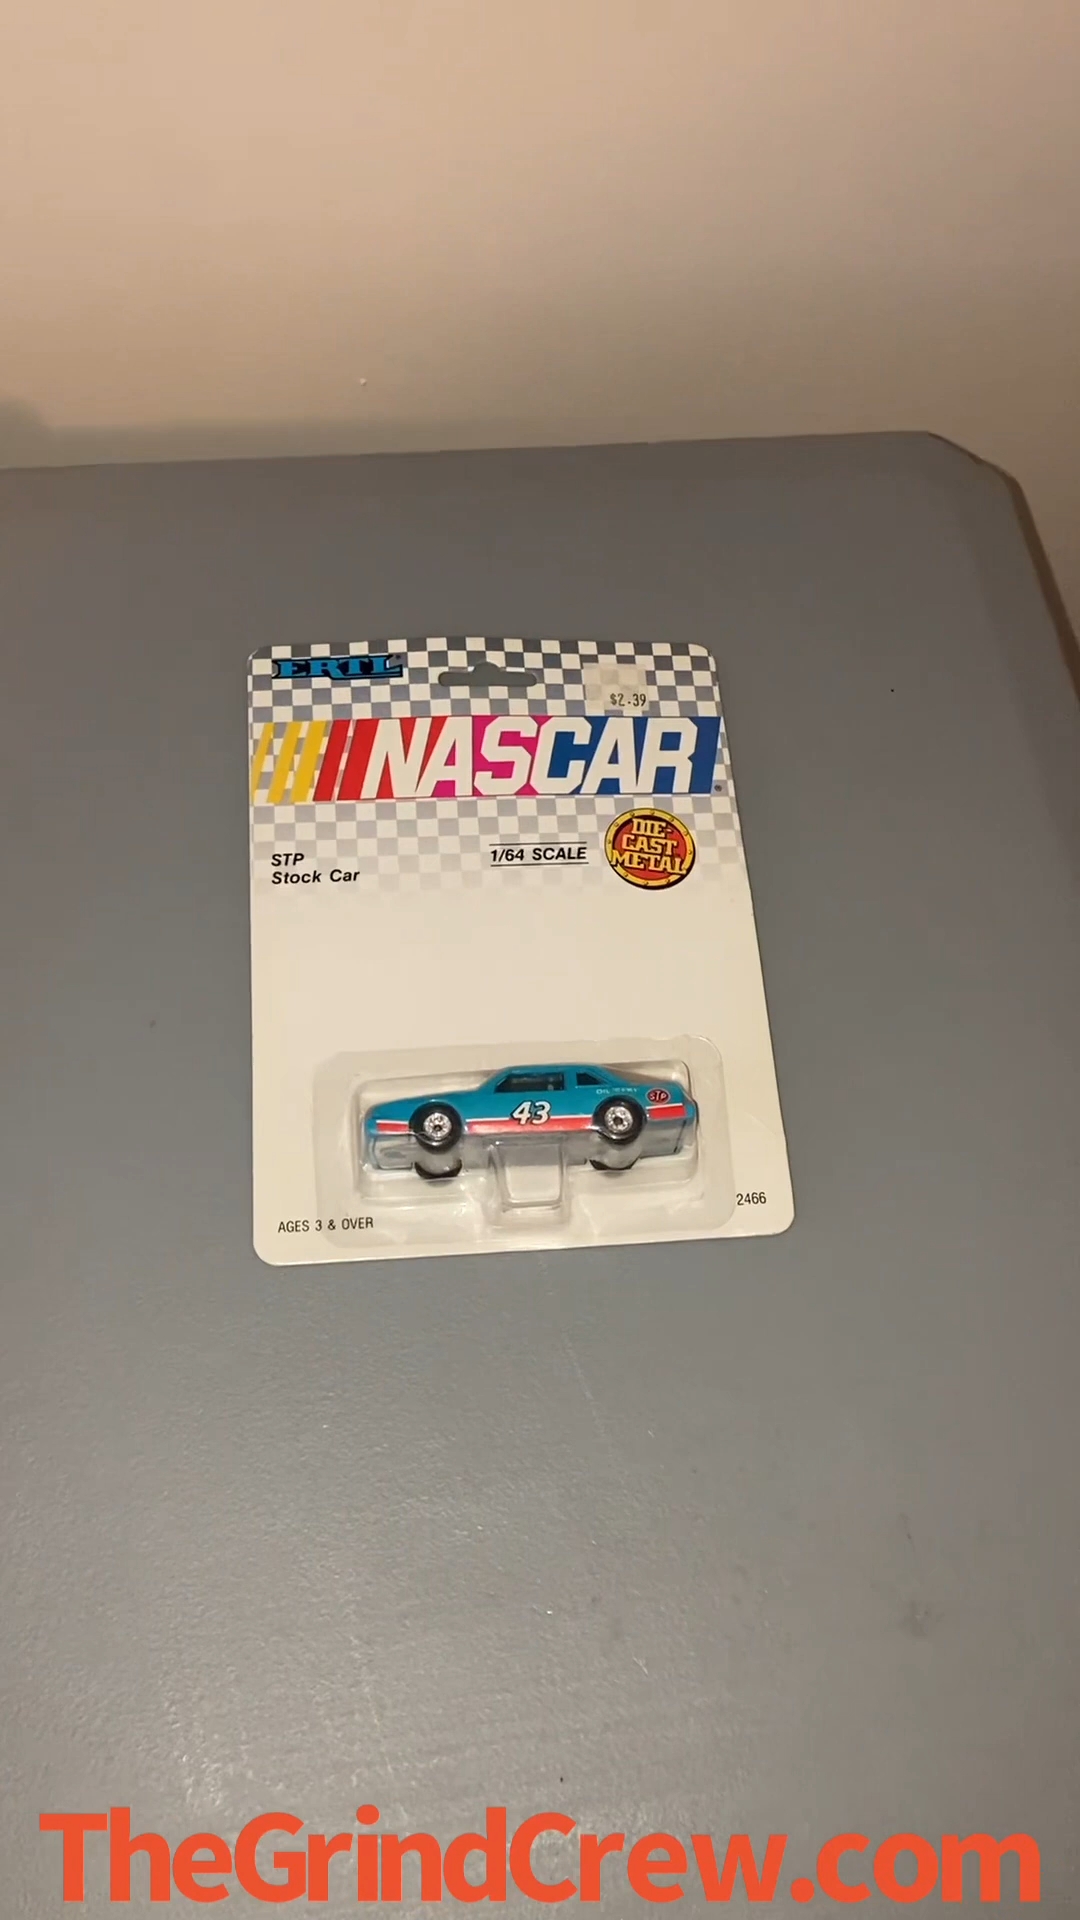 ERTL
$2.39
NASCAR
STP
Stock Car
1/64 SCALE
DIE-
CAST
METAL
43
STP
AGES 3 & OVER
2466
TheGrindCrew.com